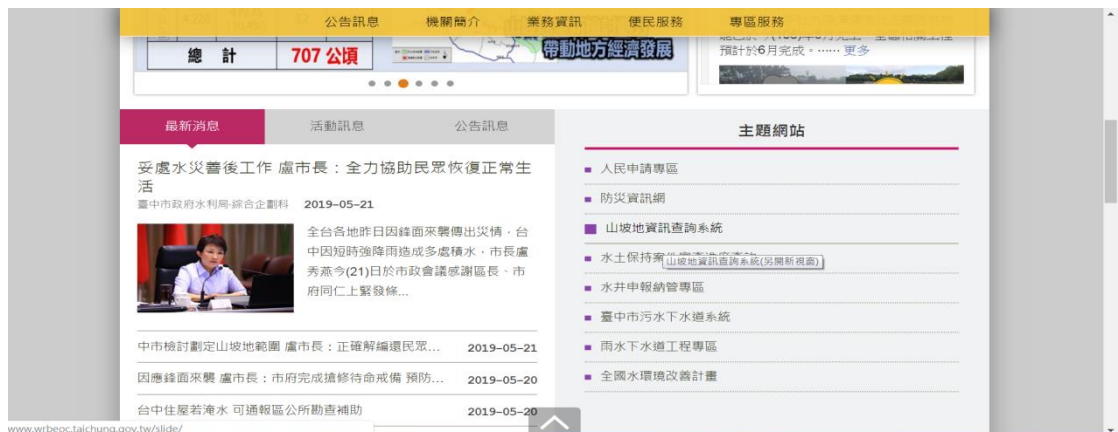 公告訊息 機關簡介 業務資訊 便民服務 專區服務
總 計 707 公頃
帶動地方經濟發展
預計於6月完成。…… 更多
最新消息 活動訊息 公告訊息
妥處水災善後工作 盧市長：全力協助民眾恢復正常生
活
臺中市政府水利局-綜合企劃科 2019-05-21
全台各地昨日因鋒面來襲傳出災情，台
中因短時強降雨造成多處積水，市長盧
秀燕今(21)日於市政會議感謝區長、市
府同仁上緊發條...
中市檢討劃定山坡地範圍 盧市長：正確解編還民眾... 2019-05-21
因應鋒面來襲 盧市長：市府完成搶修待命戒備 預防... 2019-05-20
台中住屋若淹水 可通報區公所勘查補助 2019-05-20
主題網站
人民申請專區
防災資訊網
山坡地資訊查詢系統
水土保持案
山坡地資訊查詢系統(另開新視窗)
水井申報納管專區
臺中市污水下水道系統
雨水下水道工程專區
全國水環境改善計畫
www.wrbeoc.taichung.gov.tw/slide/